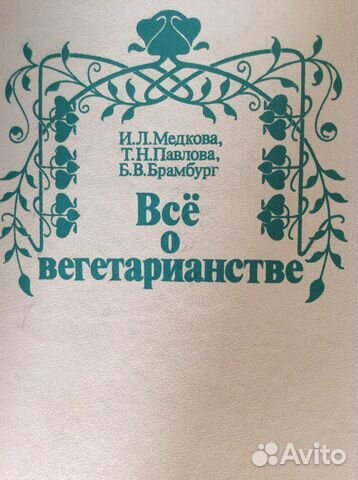 И.Л.Медкова,
Т.Н.Павлова,
Б.В.Брамбург
Всё
о
вегетарианстве
Avito